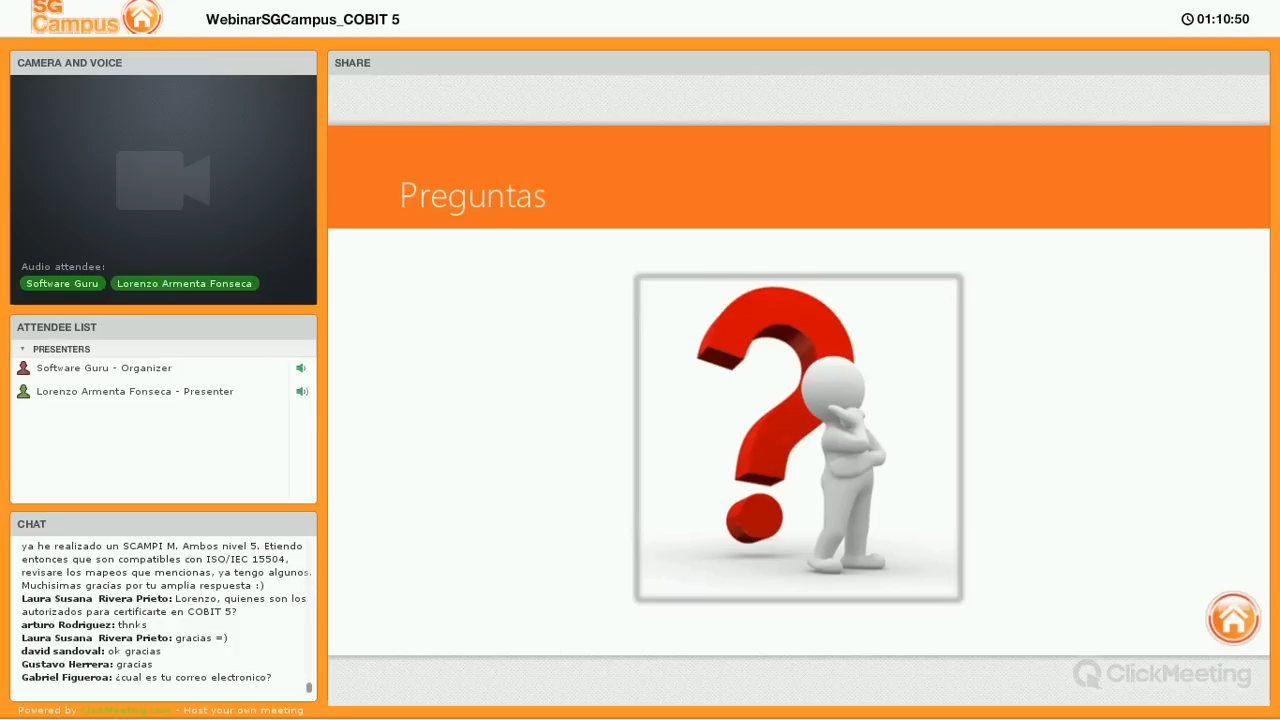 SG
Campus
WebinarSGCampus_COBIT 5
01:10:50
CAMERA AND VOICE
Audio attendee:
Software Guru
Lorenzo Armenta Fonseca
ATTENDEE LIST
PRESENTERS
Software Guru - Organizer
Lorenzo Armenta Fonseca - Presenter
CHAT
ya he realizado un SCAMPI M. Ambos nivel 5. Etiendo
entonces que son compatibles con ISO/IEC 15504,
revisare los mapeos que mencionas, ya tengo algunos.
Muchisimas gracias por tu amplia respuesta :)
Laura Susana Rivera Prieto: Lorenzo, quienes son los
autorizados para certificarte en COBIT 5?
arturo Rodriguez: thnks
Laura Susana Rivera Prieto: gracias =)
david sandoval: ok gracias
Gustavo Herrera: gracias
Gabriel Figueroa: ¿cual es tu correo electronico?
Powered by ClickMeeting.com - Host your own meeting
SHARE
Preguntas
ClickMeeting